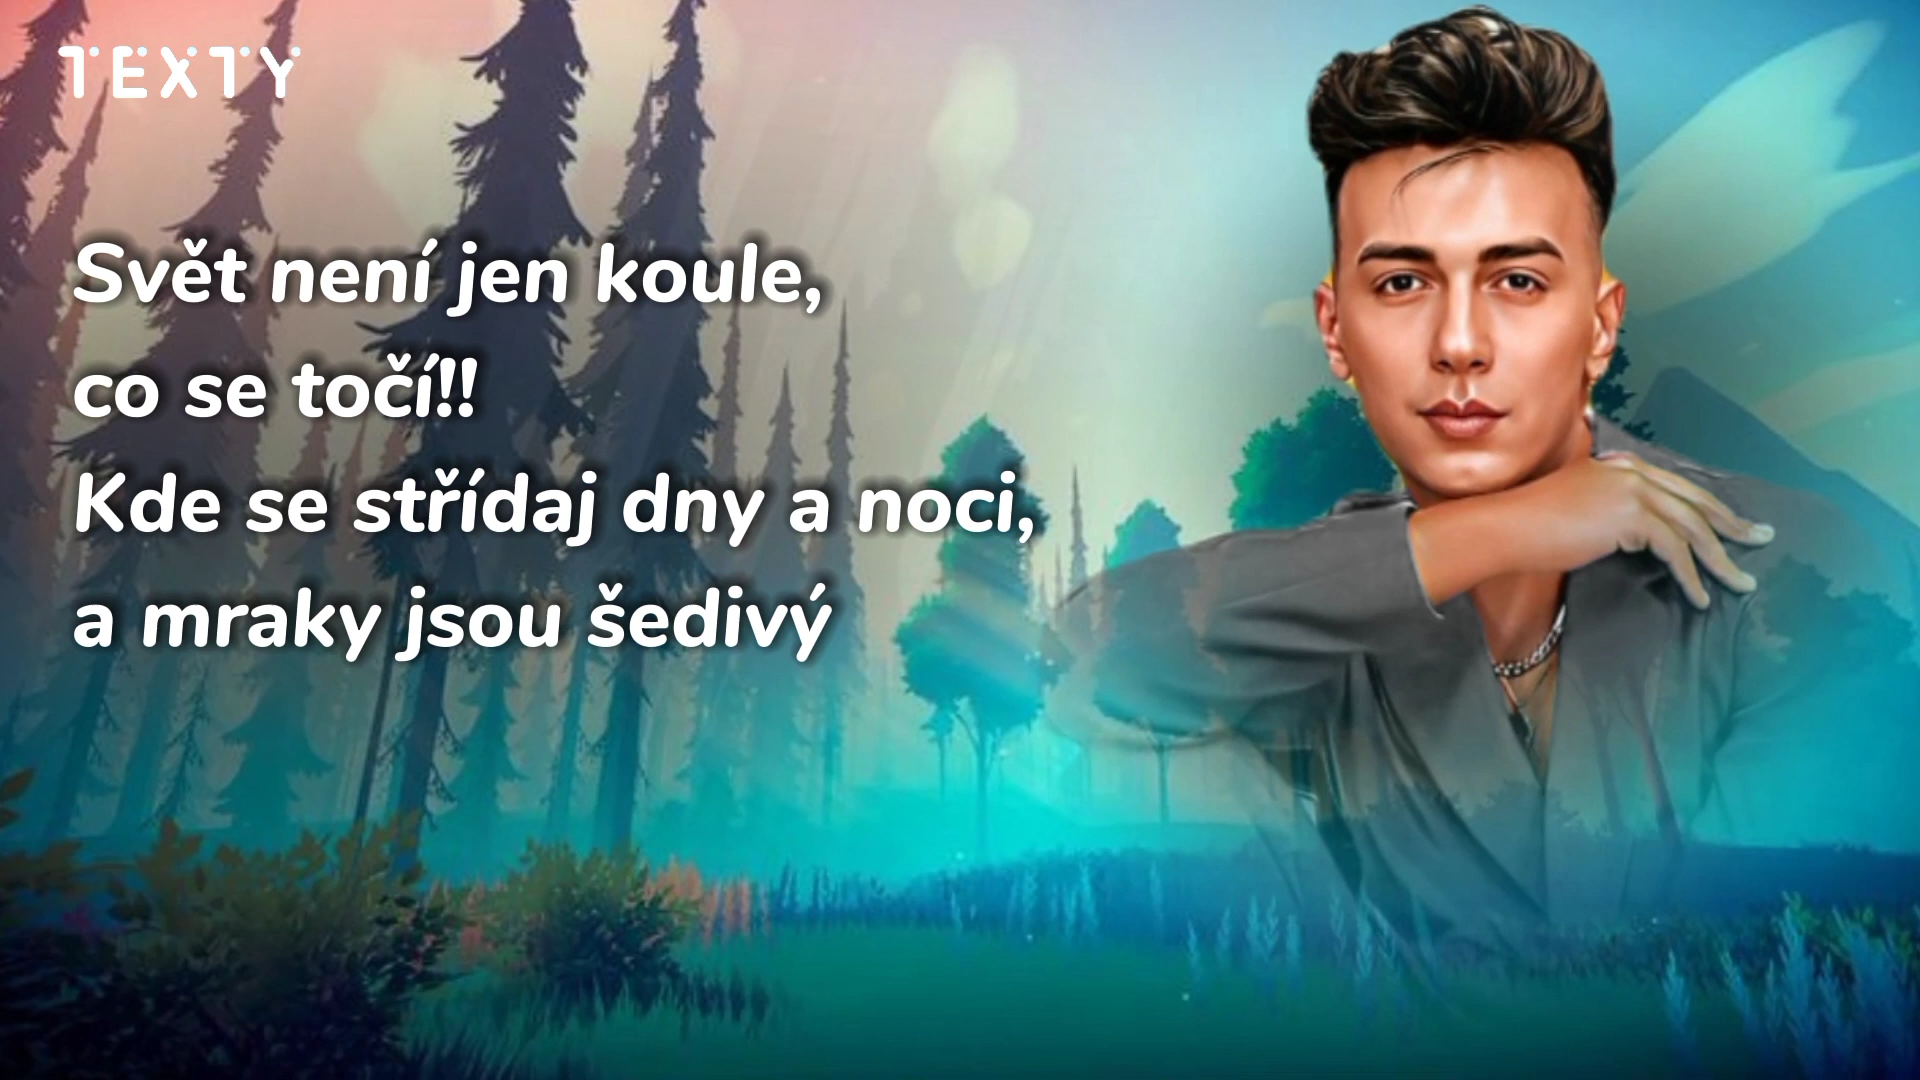 TEXTY
Svět není jen koule,
co se točí!!
Kde se střídaj dny a noci,
a mraky jsou šedivý